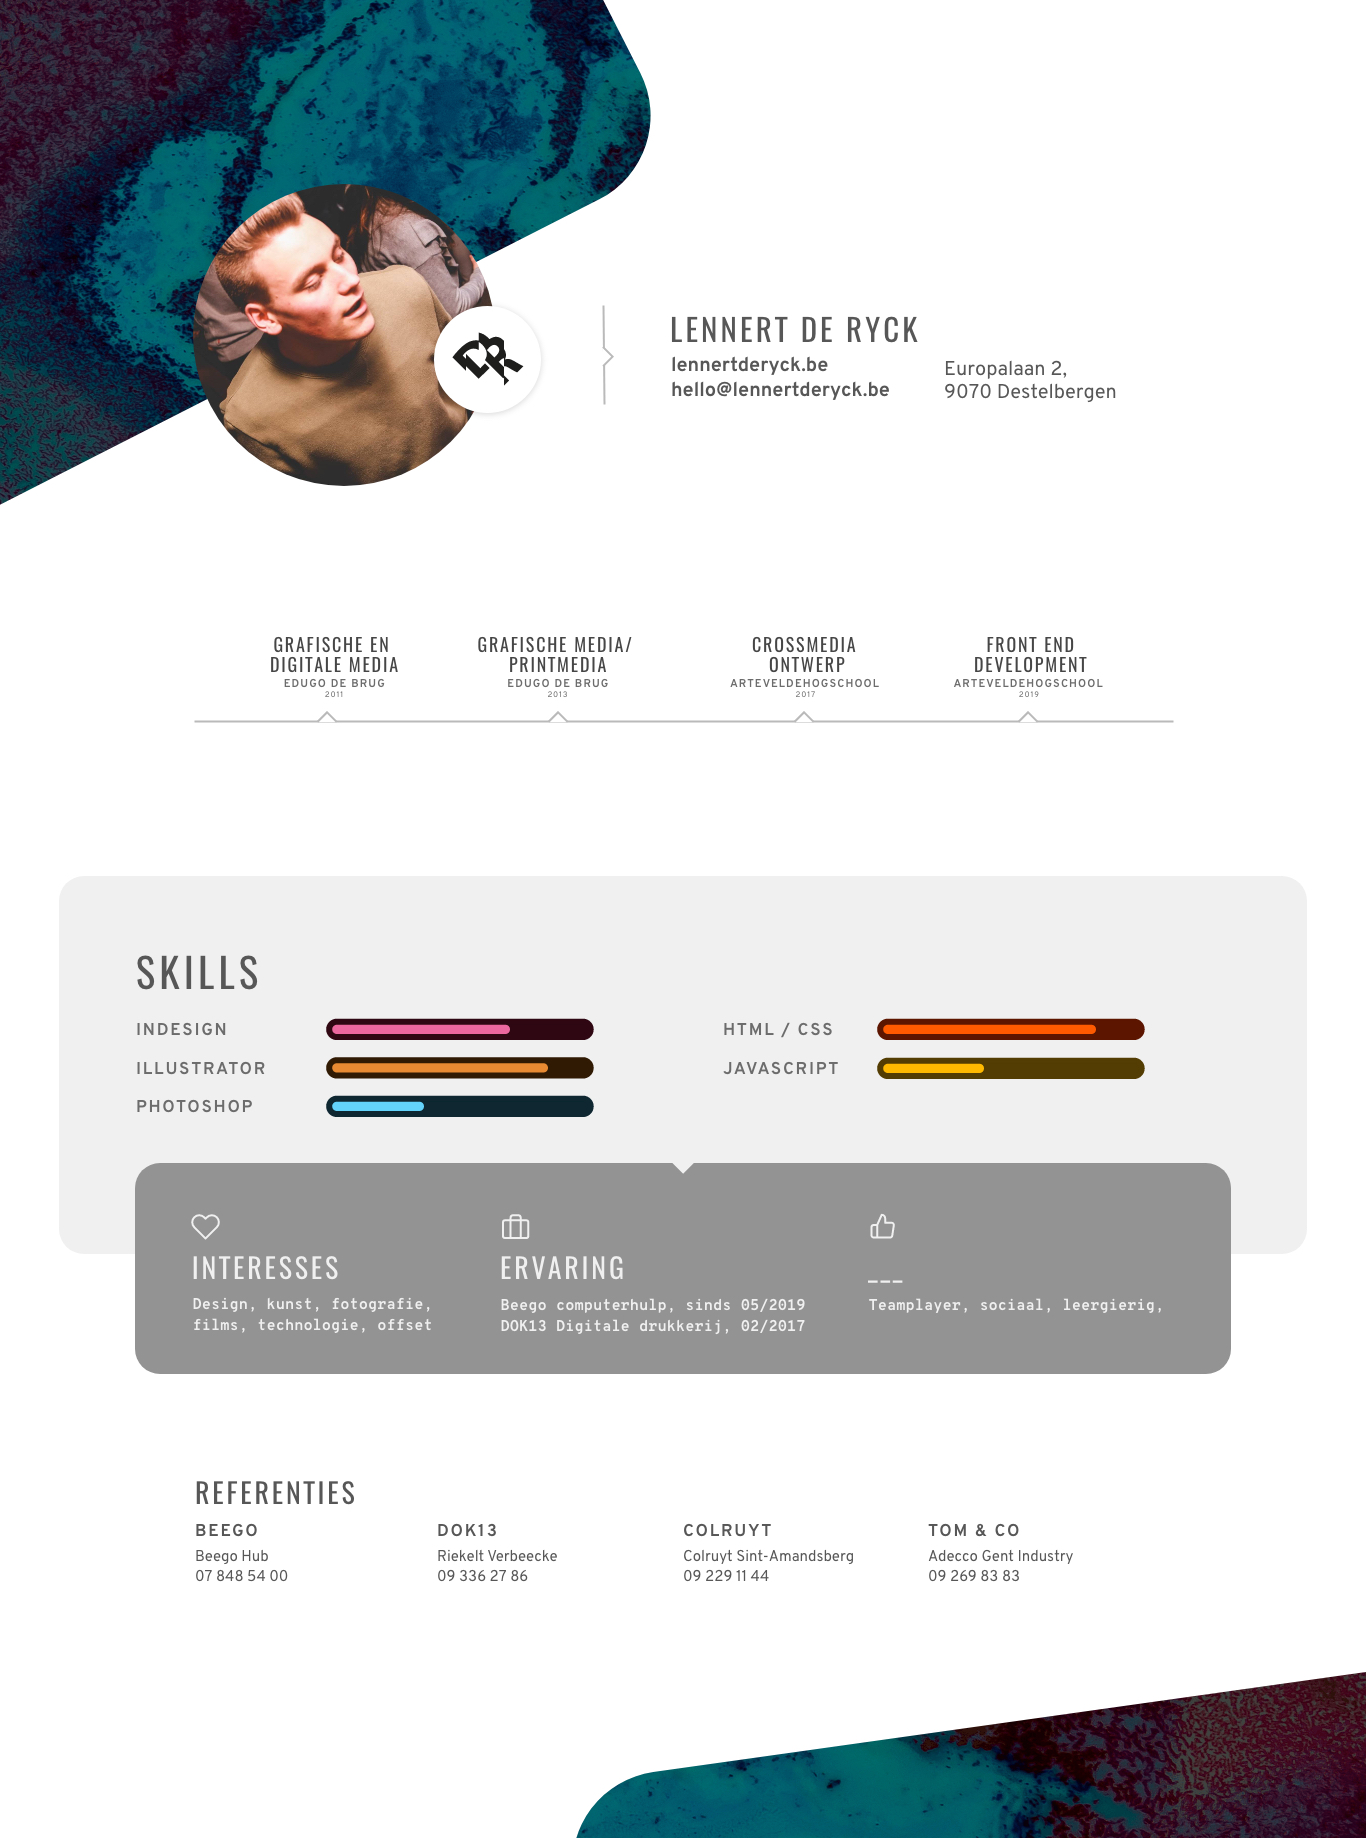 LENNERT DE RYCK
lennertderyck.be
hello@lennertderyck.be
Europalaan 2,
9070 Destelbergen
GRAFISCHE EN
DIGITALE MEDIA
EDUGO DE BRUG
2011
GRAFISCHE MEDIA/
PRINTMEDIA
EDUGO DE BRUG
2013
CROSSMEDIA
ONTWERP
ARTEVELDEHOGSCHOOL
2017
FRONT END
DEVELOPMENT
ARTEVELDEHOGSCHOOL
2019
SKILLS
INDESIGN
ILLUSTRATOR
PHOTOSHOP
HTML / CSS
JAVASCRIPT
INTERESSES
Design, kunst, fotografie,
films, technologie, offset
ERVARING
Beego computerhulp, sinds 05/2019
DOK13 Digitale drukkerij, 02/2017
___
Teamplayer, sociaal, leergierig,
REFERENTIES
BEEGO
Beego Hub
07 848 54 00
DOK13
Riekelt Verbeecke
09 336 27 86
COLRUYT
Colruyt Sint-Amandsberg
09 229 11 44
TOM & CO
Adecco Gent Industry
09 269 83 83